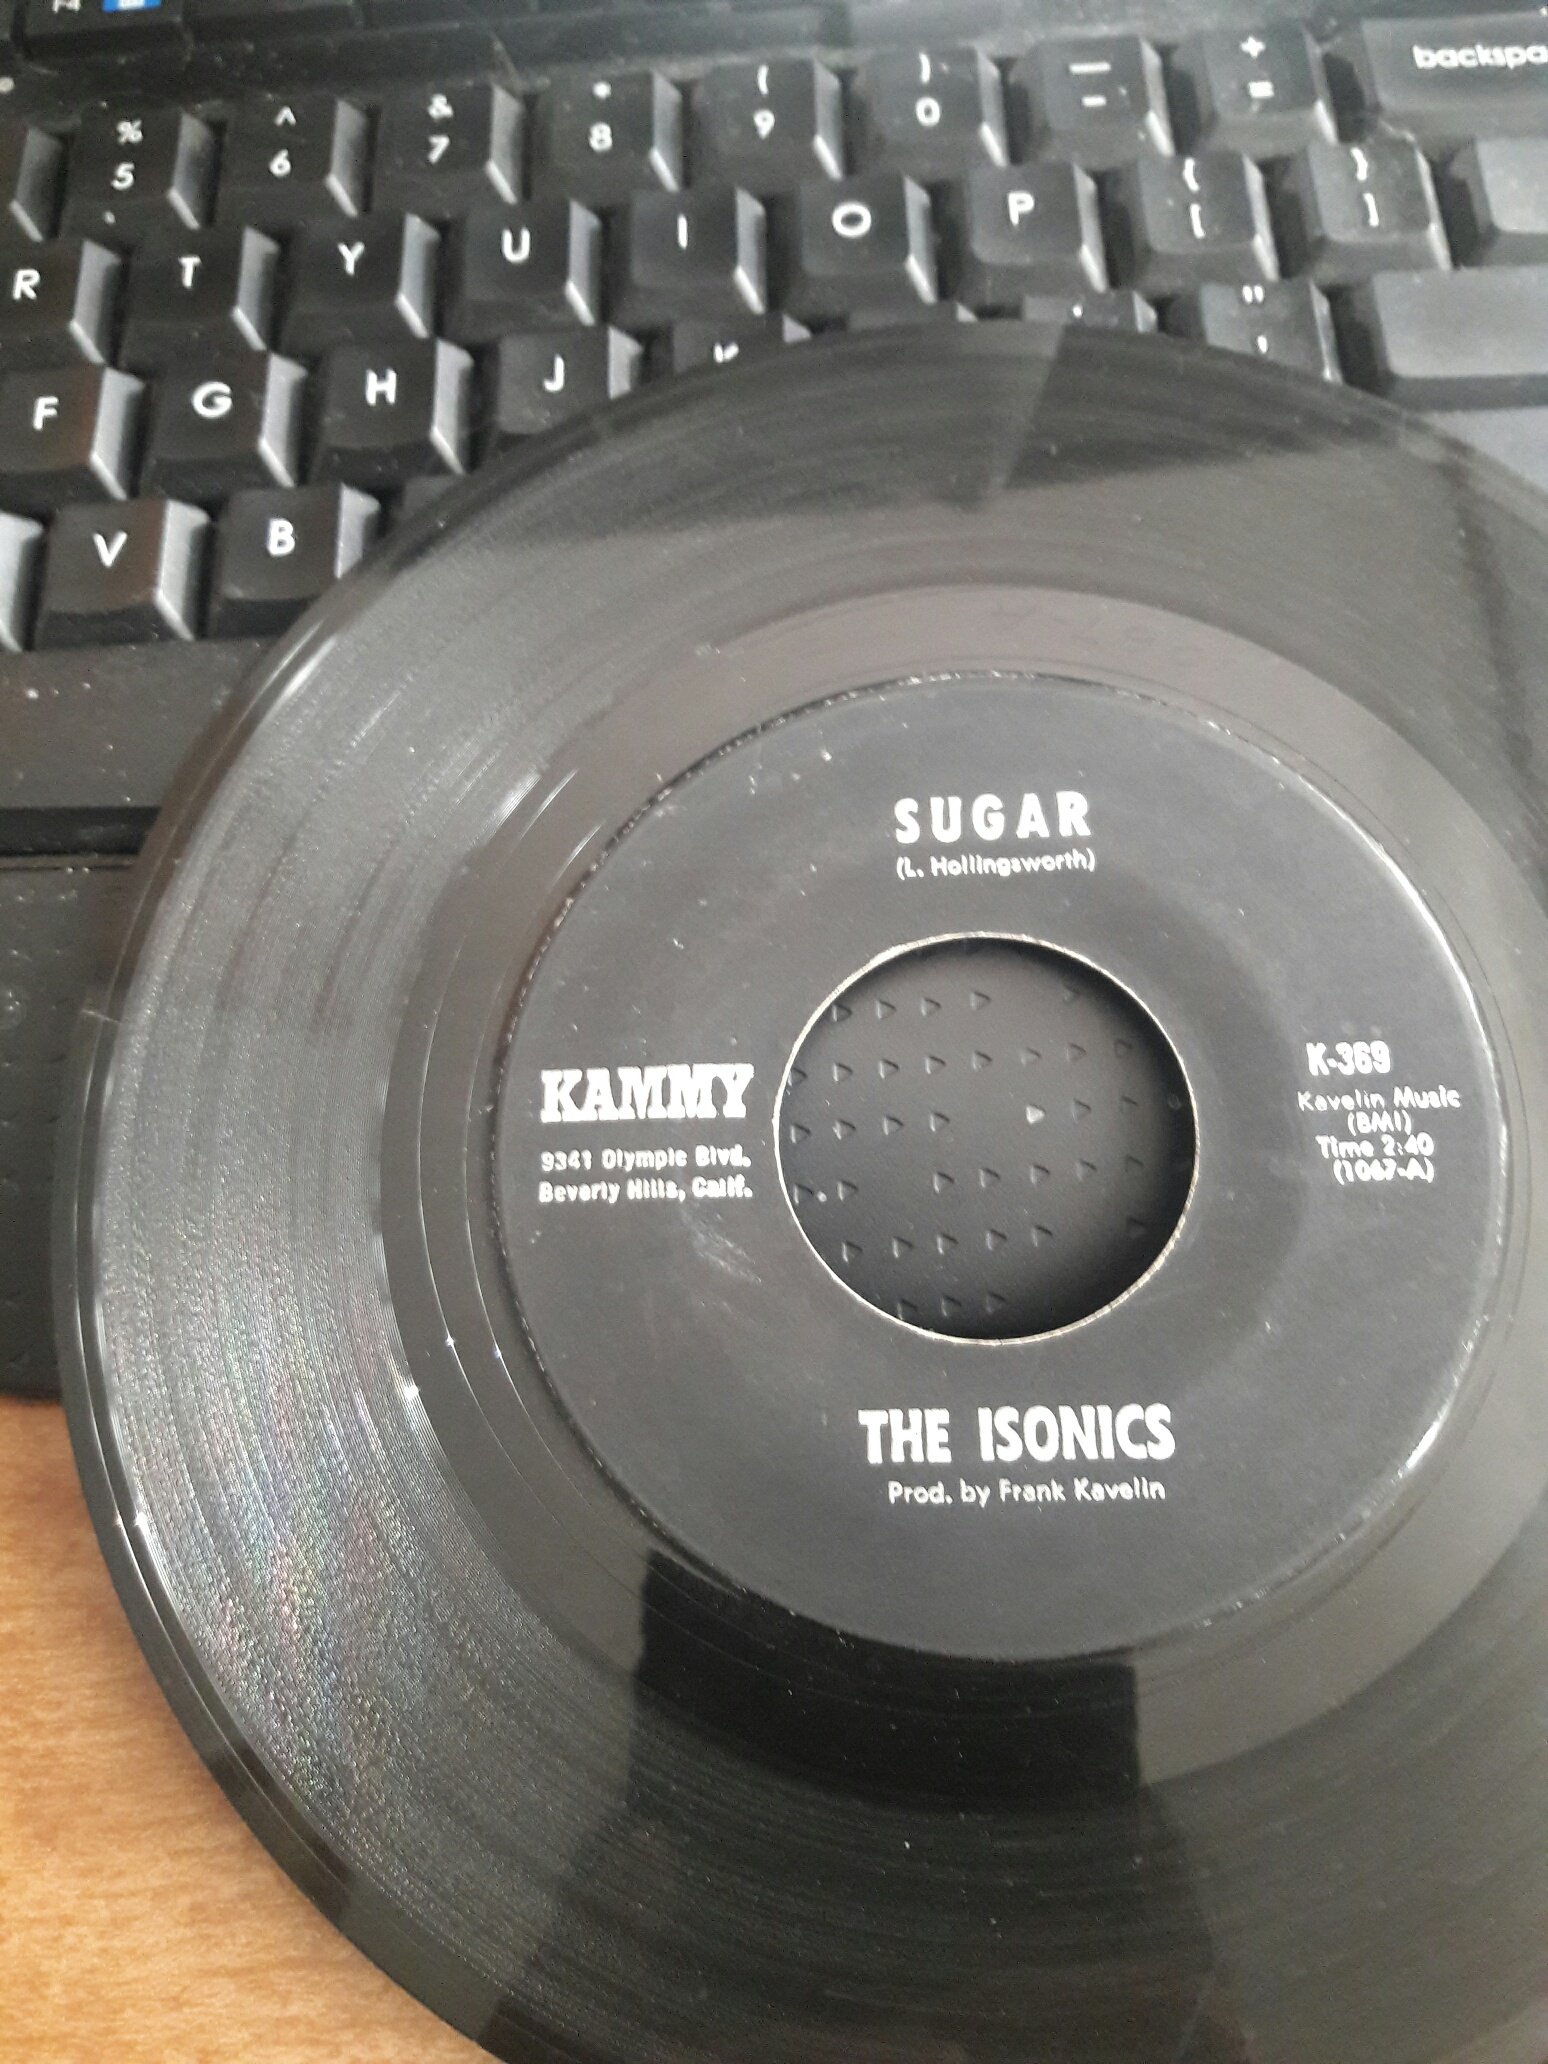 backspa
% ^ & * ( ) — +
5 6 7 8 9 0 - =
R T Y U I O P { [ } ]
F G H J " '
V B
SUGAR
(L. Hollingsworth)
KAMMY
9341 Olympic Blvd.
Beverly Hills, Calif.
K-369
Kavelin Music
(BMI)
Time 2:40
(1067-A)
THE ISONICS
Prod. by Frank Kavelin